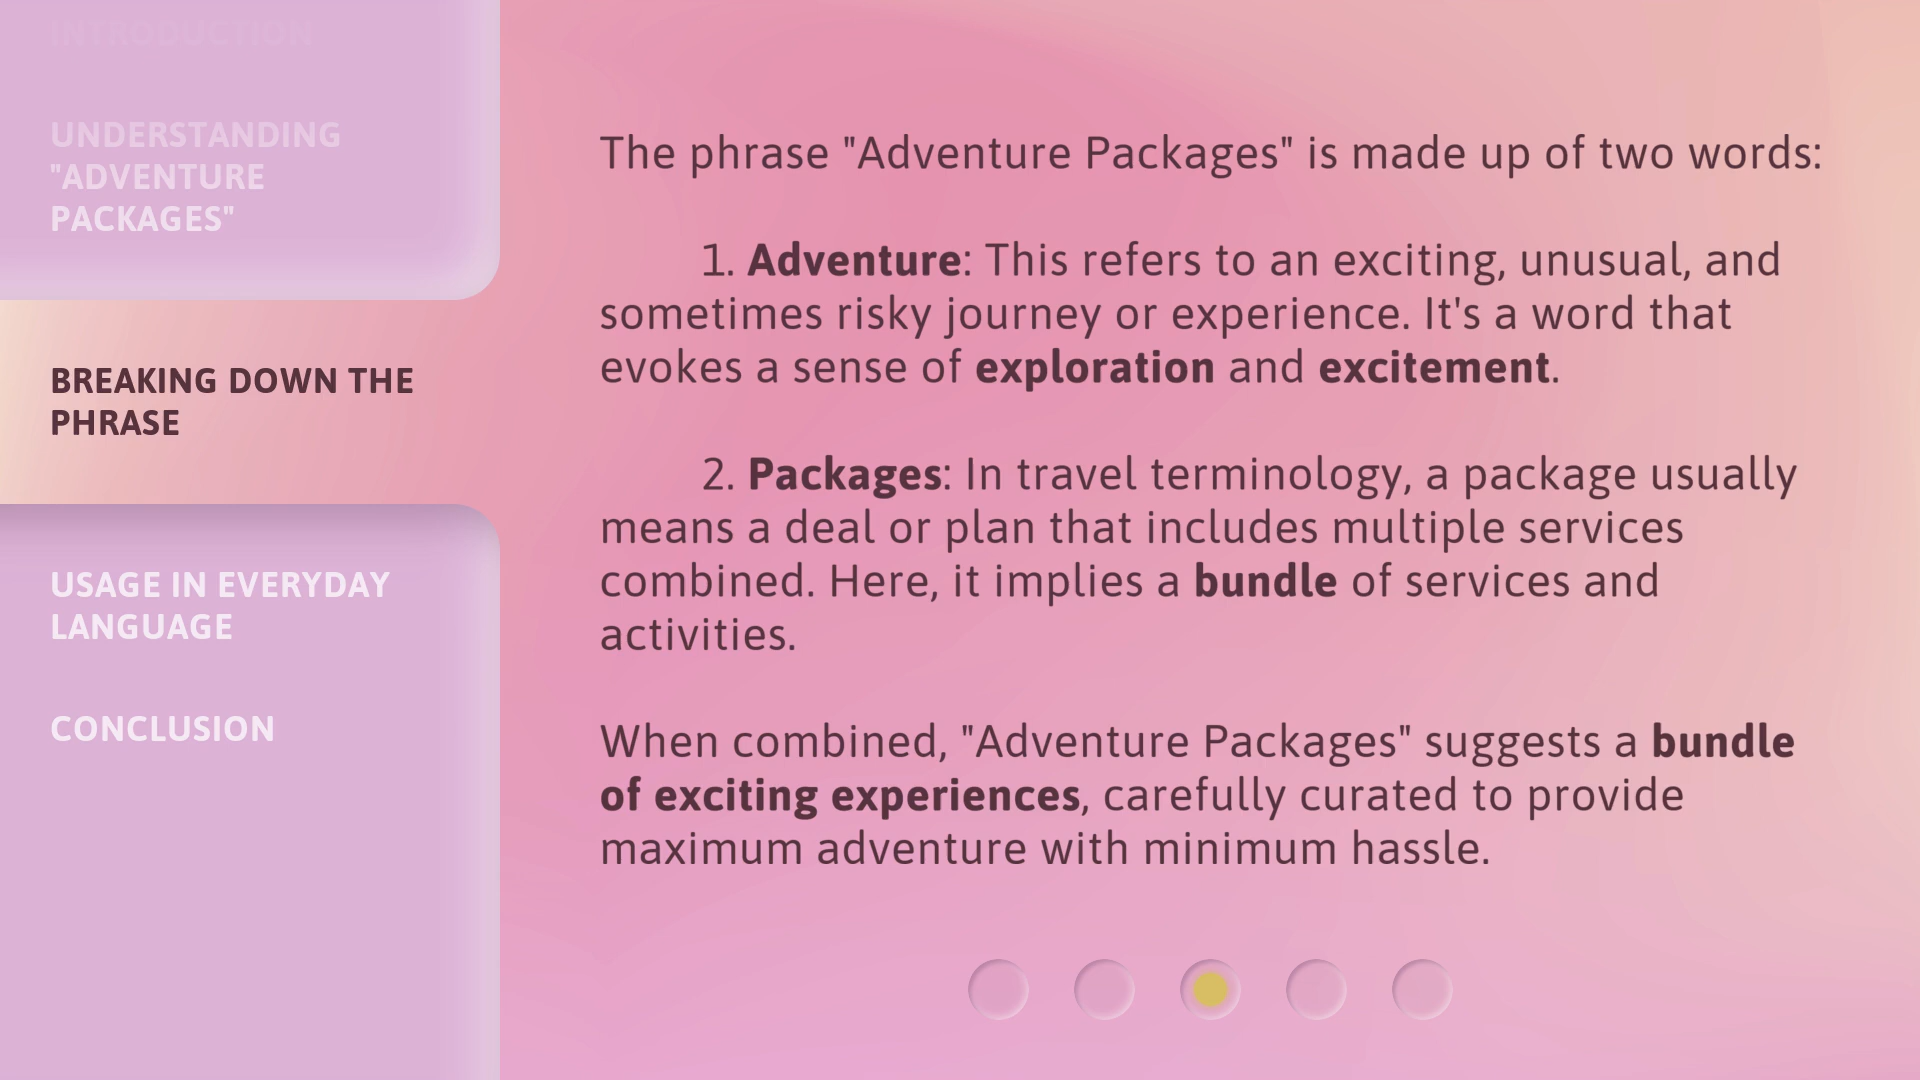 INTRODUCTION
UNDERSTANDING
"ADVENTURE
PACKAGES"
BREAKING DOWN THE
PHRASE
USAGE IN EVERYDAY
LANGUAGE
CONCLUSION
The phrase "Adventure Packages" is made up of two words:
1. Adventure: This refers to an exciting, unusual, and
sometimes risky journey or experience. It's a word that
evokes a sense of exploration and excitement.
2. Packages: In travel terminology, a package usually
means a deal or plan that includes multiple services
combined. Here, it implies a bundle of services and
activities.
When combined, "Adventure Packages" suggests a bundle
of exciting experiences, carefully curated to provide
maximum adventure with minimum hassle.